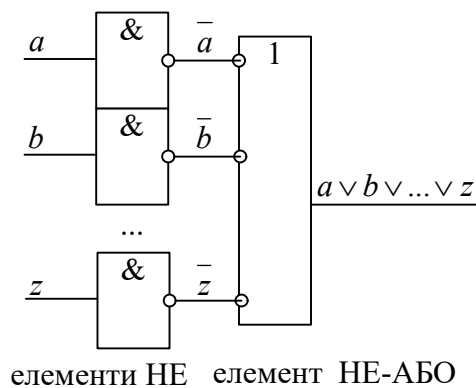 a & a̅ 1
b & b̅
a ∨ b ∨ ... ∨ z
...
z & z̅
елементи НЕ елемент НЕ-АБО